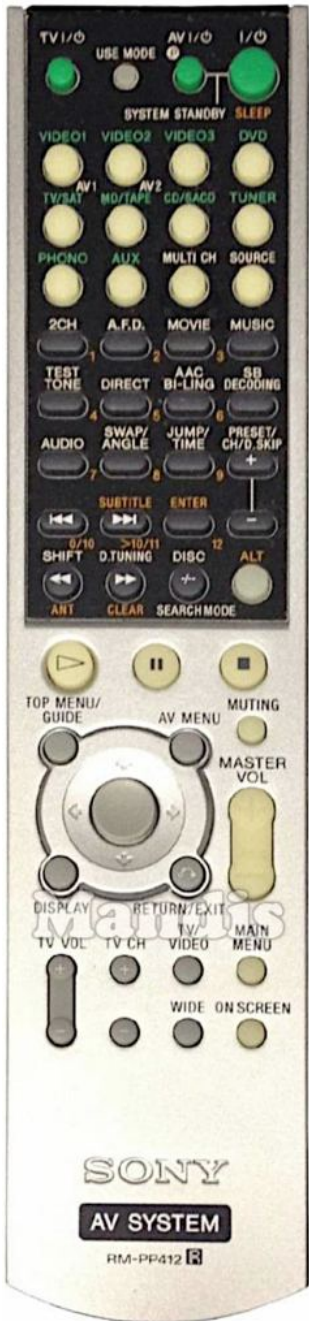 TV I/⏻ AV I/⏻ I/⏻
USE MODE P
SYSTEM STANDBY SLEEP
VIDEO1 VIDEO2 VIDEO3 DVD
AV1 AV2
TV/SAT MD/TAPE CD/SACD TUNER
PHONO AUX MULTI CH SOURCE
2CH A.F.D. MOVIE MUSIC
1 2 3
TEST TONE DIRECT AAC BI-LING SB DECODING
4 5 6
AUDIO SWAP/ANGLE JUMP/TIME PRESET/CH/D.SKIP
7 8 9 +
SUBTITLE ENTER
⏮ ⏭ −
0/10 >10/11 12
SHIFT D.TUNING DISC ALT
◀◀ ▶▶ -/--
ANT CLEAR SEARCH MODE
TOP MENU/
GUIDE AV MENU MUTING
MASTER
VOL
DISPLAY RETURN/EXIT
Mandis
TV VOL TV CH TV/VIDEO MAIN MENU
+ +
− − WIDE ON SCREEN
SONY
AV SYSTEM
RM-PP412 R